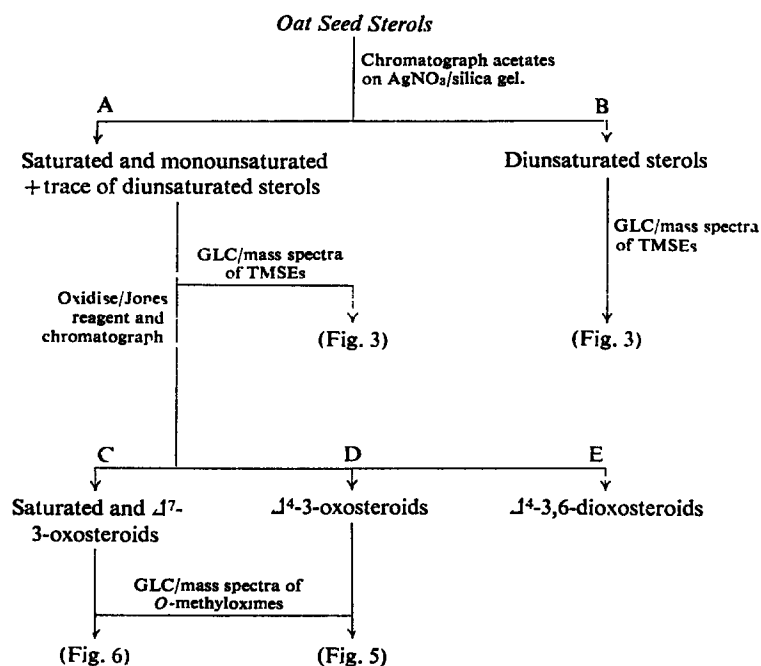 Oat Seed Sterols
Chromatograph acetates
on AgNO₃/silica gel.
A
B
Saturated and monounsaturated
+trace of diunsaturated sterols
Diunsaturated sterols
GLC/mass spectra
of TMSEs
GLC/mass spectra
of TMSEs
Oxidise/Jones
reagent and
chromatograph
(Fig. 3)
(Fig. 3)
C
D
E
Saturated and Δ⁷-
3-oxosteroids
Δ⁴-3-oxosteroids
Δ⁴-3,6-dioxosteroids
GLC/mass spectra of
O-methyloximes
(Fig. 6)
(Fig. 5)